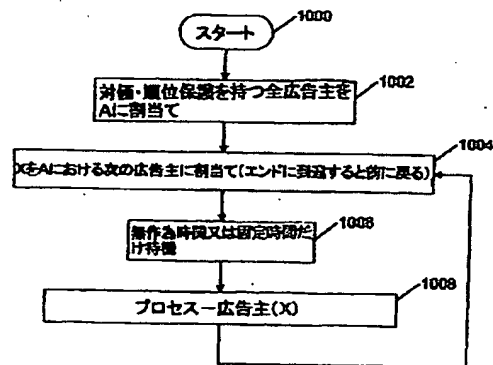 スタート
1000
対価・順位保護を持つ全広告主を
Aに割当て
1002
XをAにおける次の広告主に割当て(エンドに到達すると的に戻る)
1004
無作為時間又は固定時間だ
け待機
1006
プロセスー広告主(X)
1008